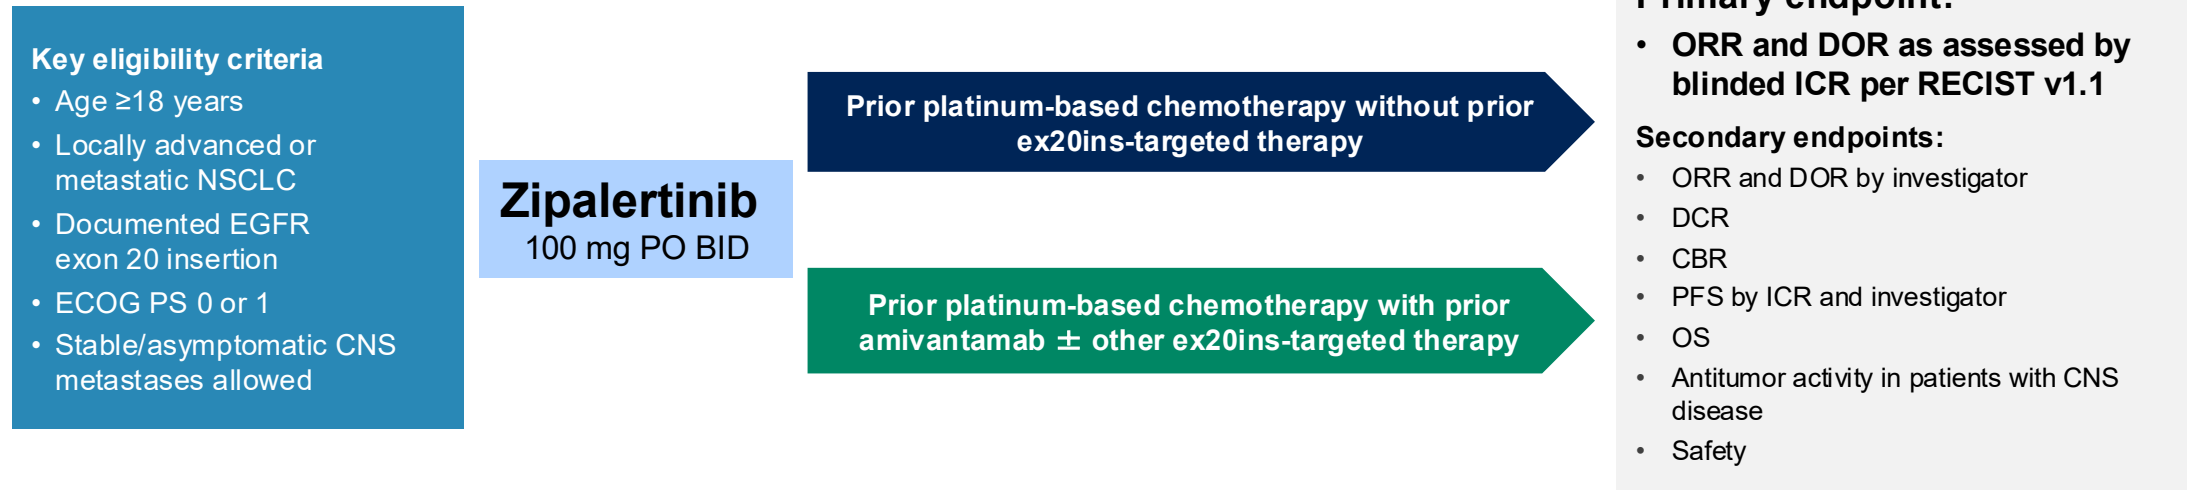 Key eligibility criteria
• Age ≥18 years
• Locally advanced or
metastatic NSCLC
• Documented EGFR
exon 20 insertion
• ECOG PS 0 or 1
• Stable/asymptomatic CNS
metastases allowed
Zipalertinib
100 mg PO BID
Prior platinum-based chemotherapy without prior
ex20ins-targeted therapy
Prior platinum-based chemotherapy with prior
amivantamab ± other ex20ins-targeted therapy
Primary endpoint:
• ORR and DOR as assessed by
blinded ICR per RECIST v1.1
Secondary endpoints:
• ORR and DOR by investigator
• DCR
• CBR
• PFS by ICR and investigator
• OS
• Antitumor activity in patients with CNS
disease
• Safety